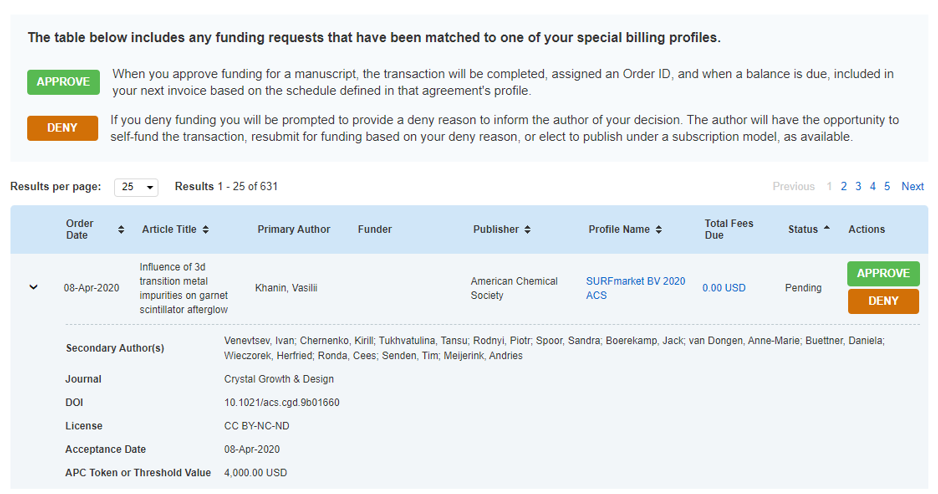 The table below includes any funding requests that have been matched to one of your special billing profiles.
APPROVE
When you approve funding for a manuscript, the transaction will be completed, assigned an Order ID, and when a balance is due, included in
your next invoice based on the schedule defined in that agreement's profile.
DENY
If you deny funding you will be prompted to provide a deny reason to inform the author of your decision. The author will have the opportunity to
self-fund the transaction, resubmit for funding based on your deny reason, or elect to publish under a subscription model, as available.
Results per page: 25 Results 1 - 25 of 631 Previous 1 2 3 4 5 Next
Order Date Article Title Primary Author Funder Publisher Profile Name Total Fees Due Status Actions
08-Apr-2020
Influence of 3d
transition metal
impurities on garnet
scintillator afterglow
Khanin, Vasilii
American Chemical
Society
SURFmarket BV 2020
ACS
0.00 USD
Pending
APPROVE
DENY
Secondary Author(s) Venevtsev, Ivan; Chernenko, Kirill; Tukhvatulina, Tansu; Rodnyi, Piotr; Spoor, Sandra; Boerekamp, Jack; van Dongen, Anne-Marie; Buettner, Daniela;
Wieczorek, Herfried; Ronda, Cees; Senden, Tim; Meijerink, Andries
Journal Crystal Growth & Design
DOI 10.1021/acs.cgd.9b01660
License CC BY-NC-ND
Acceptance Date 08-Apr-2020
APC Token or Threshold Value 4,000.00 USD